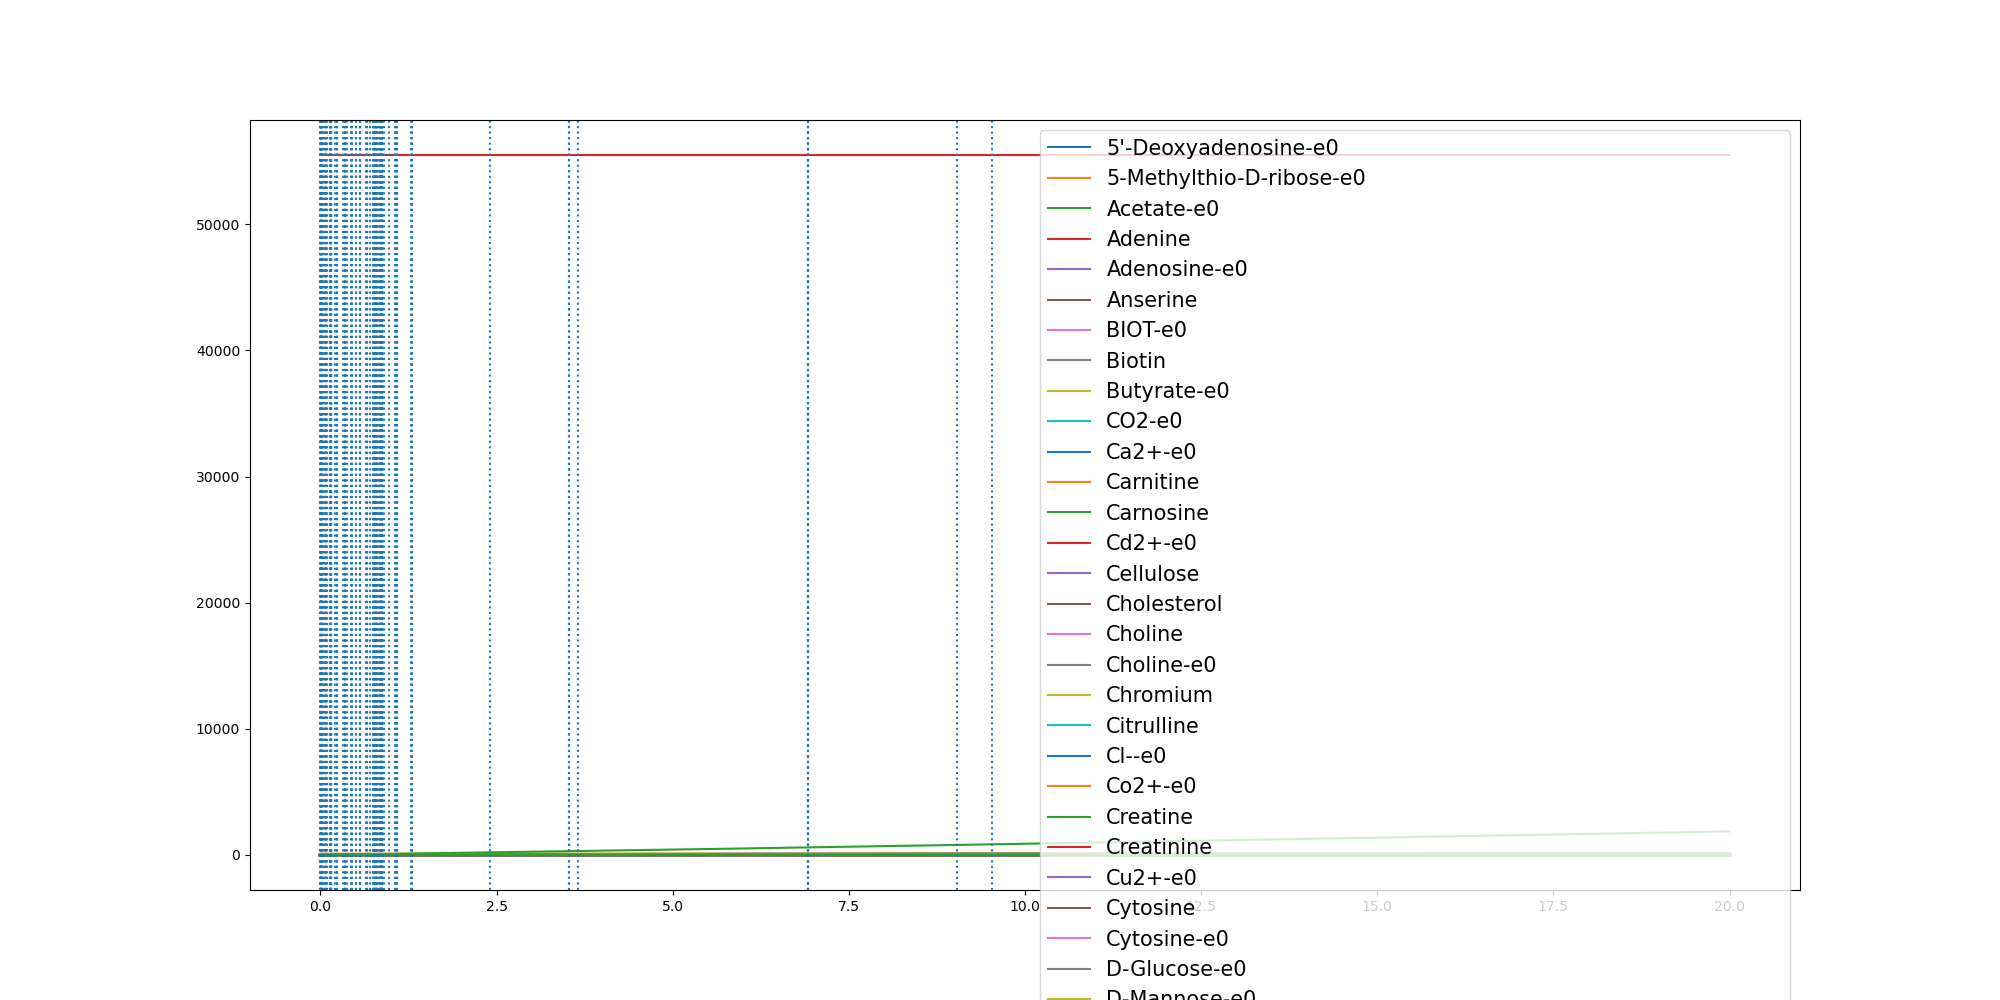 50000
40000
30000
20000
10000
0
0.0 2.5 5.0 7.5 10.0 15.0 17.5 20.0
5'-Deoxyadenosine-e0
5-Methylthio-D-ribose-e0
Acetate-e0
Adenine
Adenosine-e0
Anserine
BIOT-e0
Biotin
Butyrate-e0
CO2-e0
Ca2+-e0
Carnitine
Carnosine
Cd2+-e0
Cellulose
Cholesterol
Choline
Choline-e0
Chromium
Citrulline
Cl--e0
Co2+-e0
Creatine
Creatinine
Cu2+-e0
Cytosine
Cytosine-e0
D-Glucose-e0
D-Mannose-e0